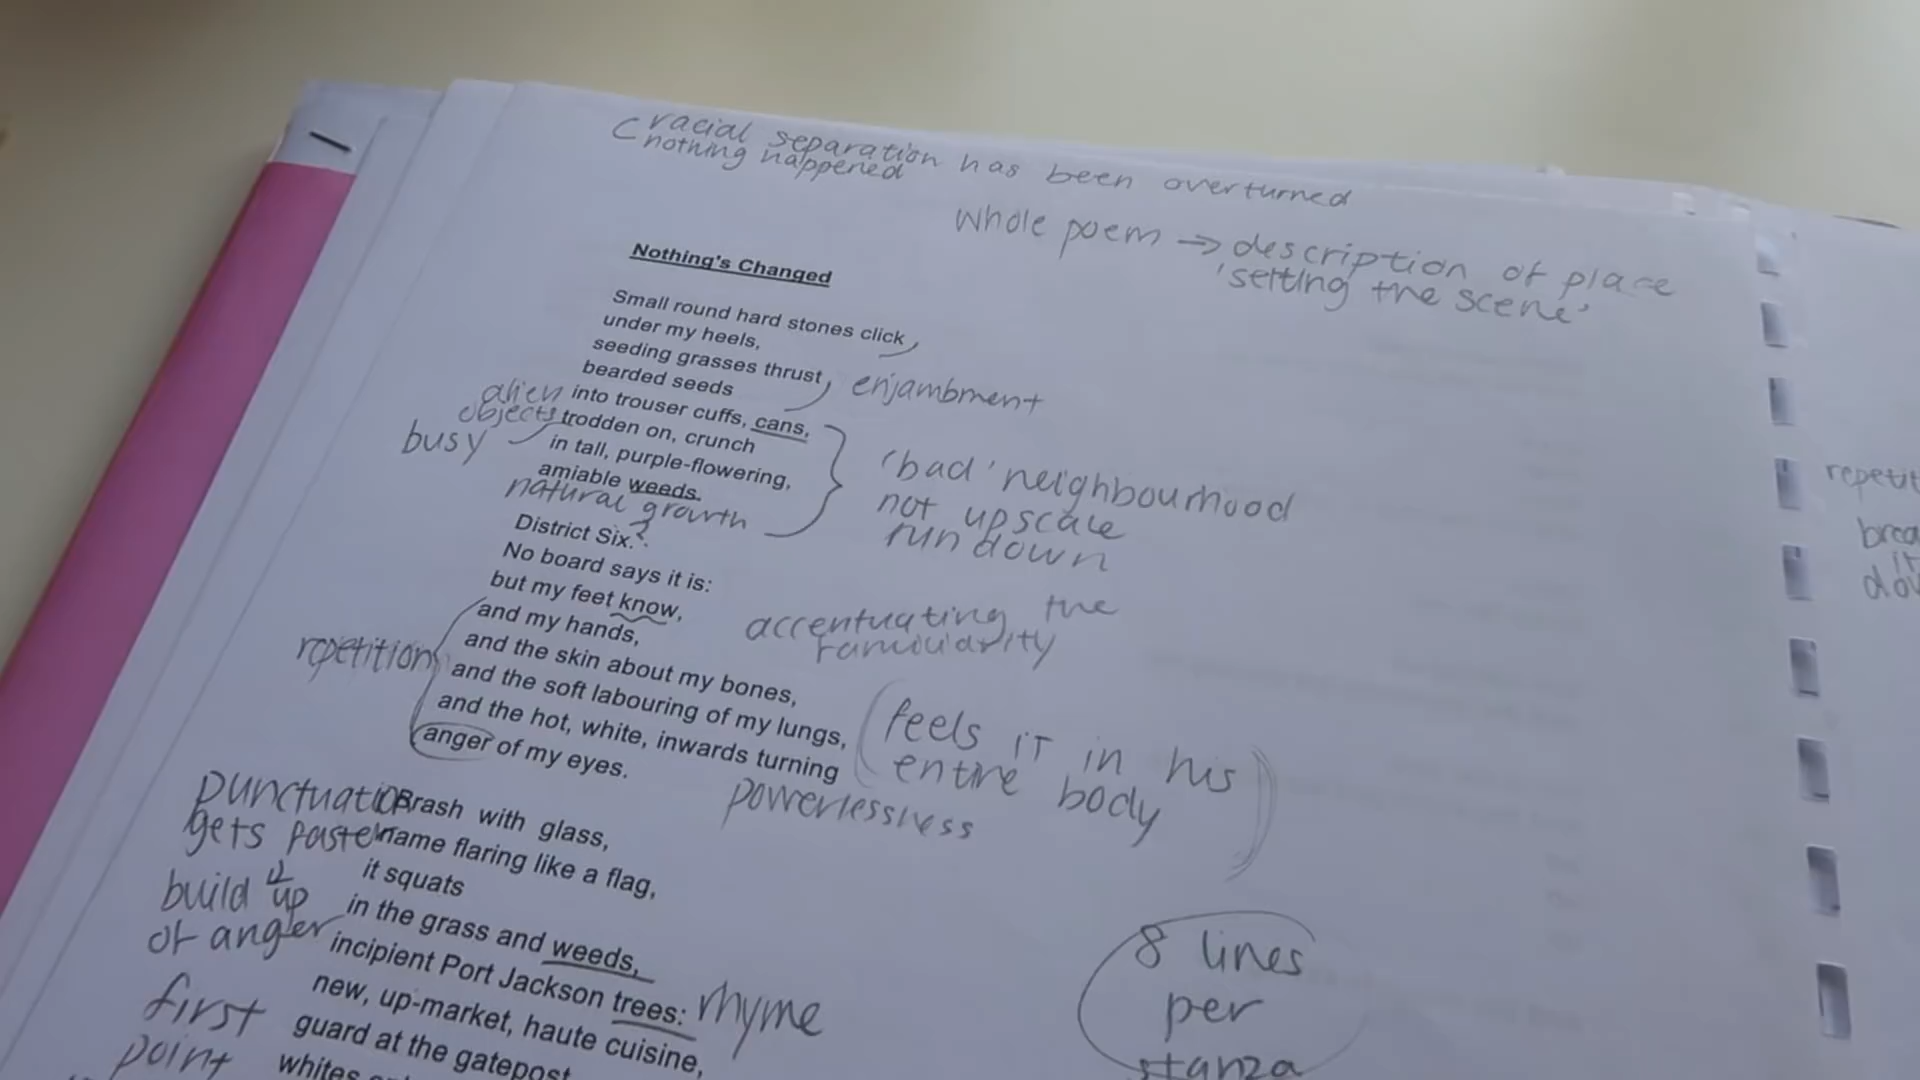 racial separation has been overturned
nothing happened
Whole poem → description of place
'setting the scene'
Nothing's Changed
Small round hard stones click
under my heels,
seeding grasses thrust
bearded seeds
enjambment
into trouser cuffs, cans,
alien
objects
trodden on, crunch
busy
in tall, purple-flowering,
amiable weeds.
natural growth
'bad' neighbourhood
not upscale
run down
District Six.
No board says it is:
but my feet know,
and my hands,
accentuating the
familiarity
repetition
and the skin about my bones,
and the soft labouring of my lungs,
and the hot, white, inwards turning
anger of my eyes.
(feels it in his
entire body)
powerlessness
punctuation
gets faster
build up
of anger
Brash with glass,
name flaring like a flag,
it squats
in the grass and weeds,
incipient Port Jackson trees:
rhyme
new, up-market, haute cuisine,
guard at the gatepost,
whites
first
point
8 lines
per
stanza